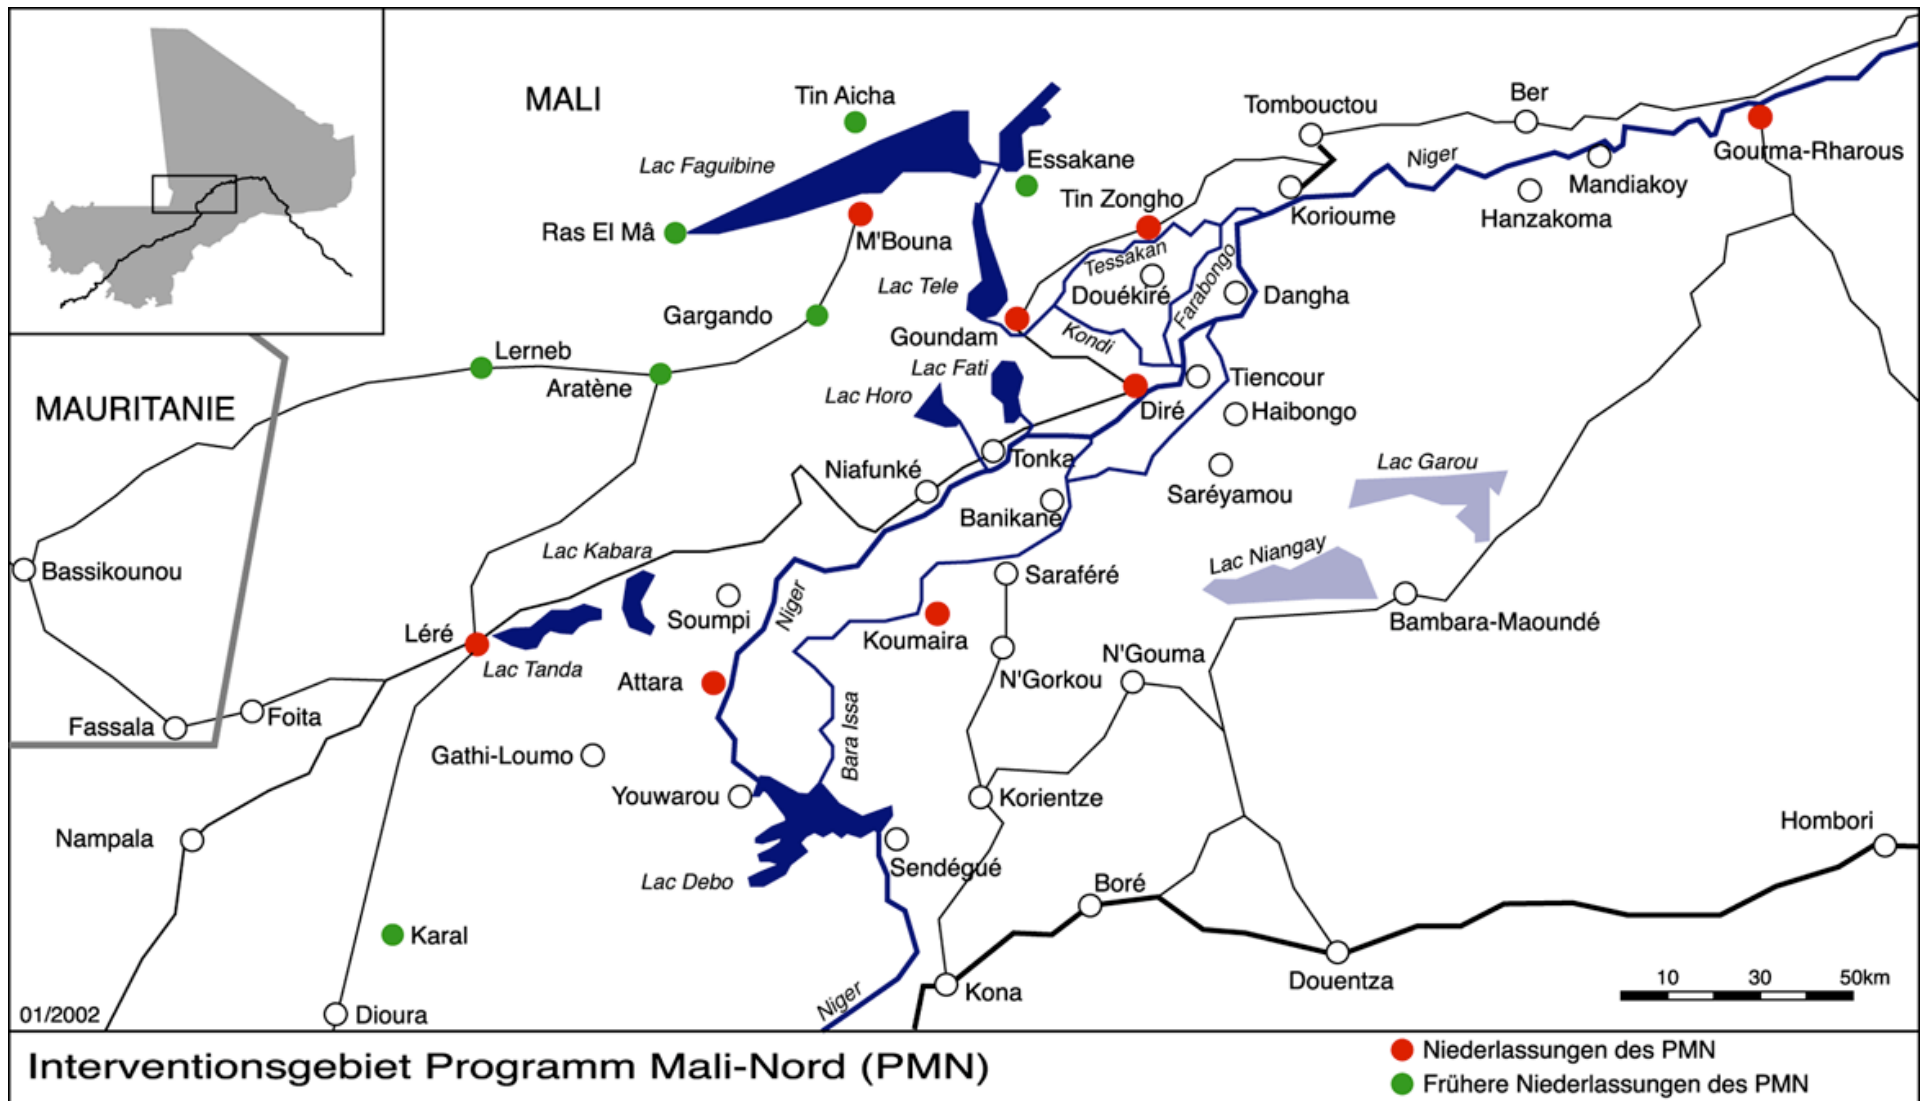 MALI
Tin Aicha
Lac Faguibine
Essakane
Tombouctou
Ber
Niger
Gourma-Rharous
Mandiakoy
Hanzakoma
Tin Zongho
Korioume
Ras El Mâ
M'Bouna
Tessakan
Lac Tele
Douékiré
Farabongo
Dangha
Gargando
Goundam
Kondi
Lerneb
Aratène
Lac Fati
Lac Horo
Tiencour
Diré
Haibongo
MAURITANIE
Niafunké
Tonka
Lac Garou
Saréyamou
Banikane
Lac Kabara
Lac Niangay
Bassikounou
Saraféré
Soumpi
Niger
Bambara-Maoundé
Léré
Koumaira
Lac Tanda
N'Gouma
Attara
N'Gorkou
Foita
Fassala
Bara Issa
Gathi-Loumo
Youwarou
Korientze
Nampala
Hombori
Sendégué
Lac Debo
Boré
Karal
Douentza
10 30 50km
Kona
Niger
01/2002
Dioura
Interventionsgebiet Programm Mali-Nord (PMN)
Niederlassungen des PMN
Frühere Niederlassungen des PMN